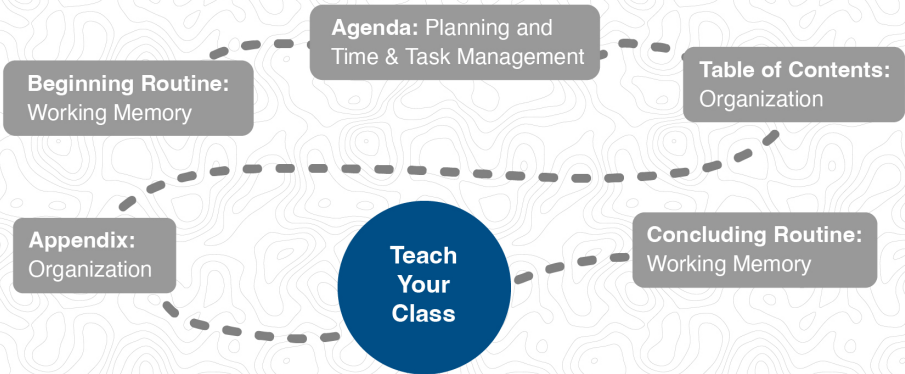 Beginning Routine:
Working Memory
Agenda: Planning and
Time & Task Management
Table of Contents:
Organization
Appendix:
Organization
Teach
Your
Class
Concluding Routine:
Working Memory